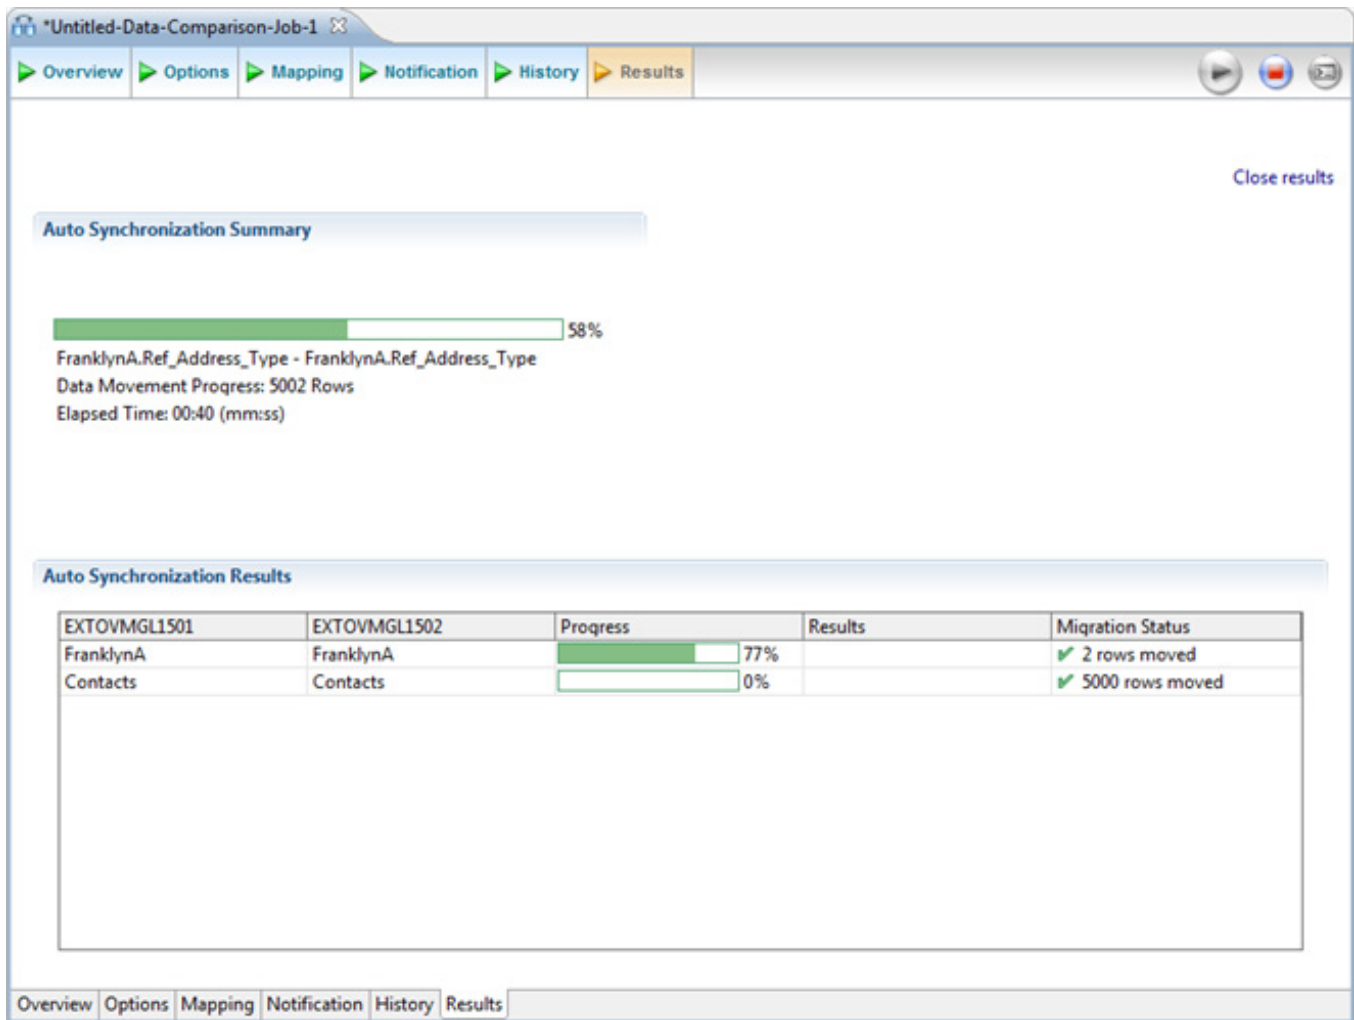 *Untitled-Data-Comparison-Job-1
Overview Options Mapping Notification History Results
Close results
Auto Synchronization Summary
58%
FranklynA.Ref_Address_Type - FranklynA.Ref_Address_Type
Data Movement Progress: 5002 Rows
Elapsed Time: 00:40 (mm:ss)
Auto Synchronization Results
EXTOVMGL1501 EXTOVMGL1502 Progress Results Migration Status
FranklynA FranklynA 77% 2 rows moved
Contacts Contacts 0% 5000 rows moved
Overview Options Mapping Notification History Results